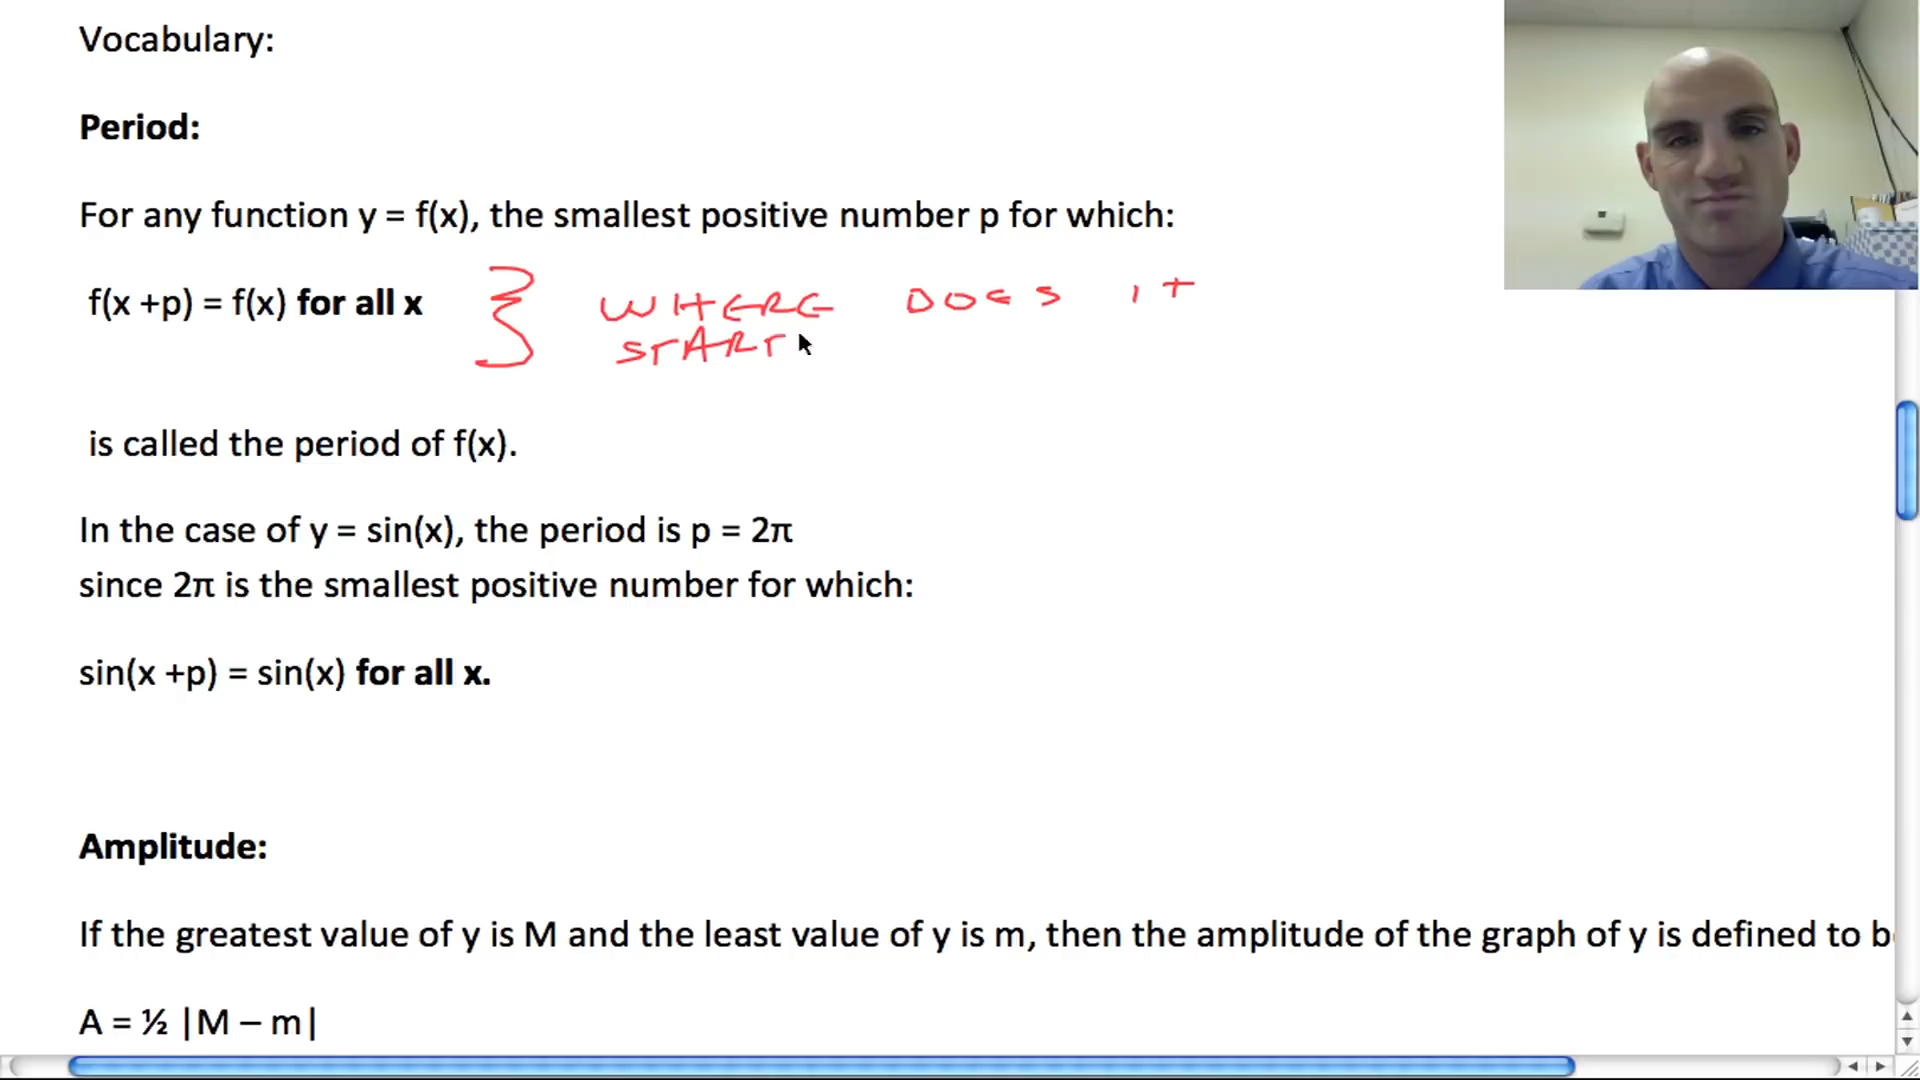 Vocabulary:
Period:
For any function y = f(x), the smallest positive number p for which:
f(x +p) = f(x) for all x } WHERE DOES it
START
is called the period of f(x).
In the case of y = sin(x), the period is p = 2π
since 2π is the smallest positive number for which:
sin(x +p) = sin(x) for all x.
Amplitude:
If the greatest value of y is M and the least value of y is m, then the amplitude of the graph of y is defined to b
A = ½ |M – m|